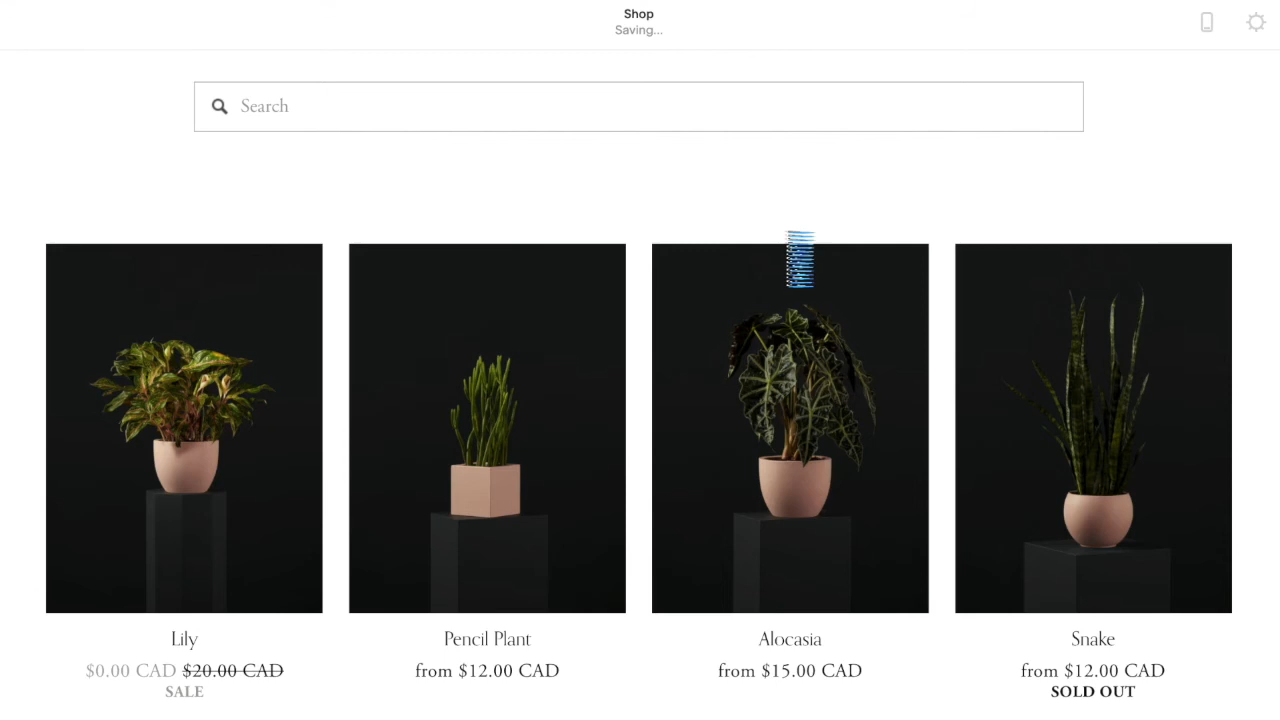 Shop
Saving...
Search
Lily
$0.00 CAD $20.00 CAD
SALE
Pencil Plant
from $12.00 CAD
Alocasia
from $15.00 CAD
Snake
from $12.00 CAD
SOLD OUT